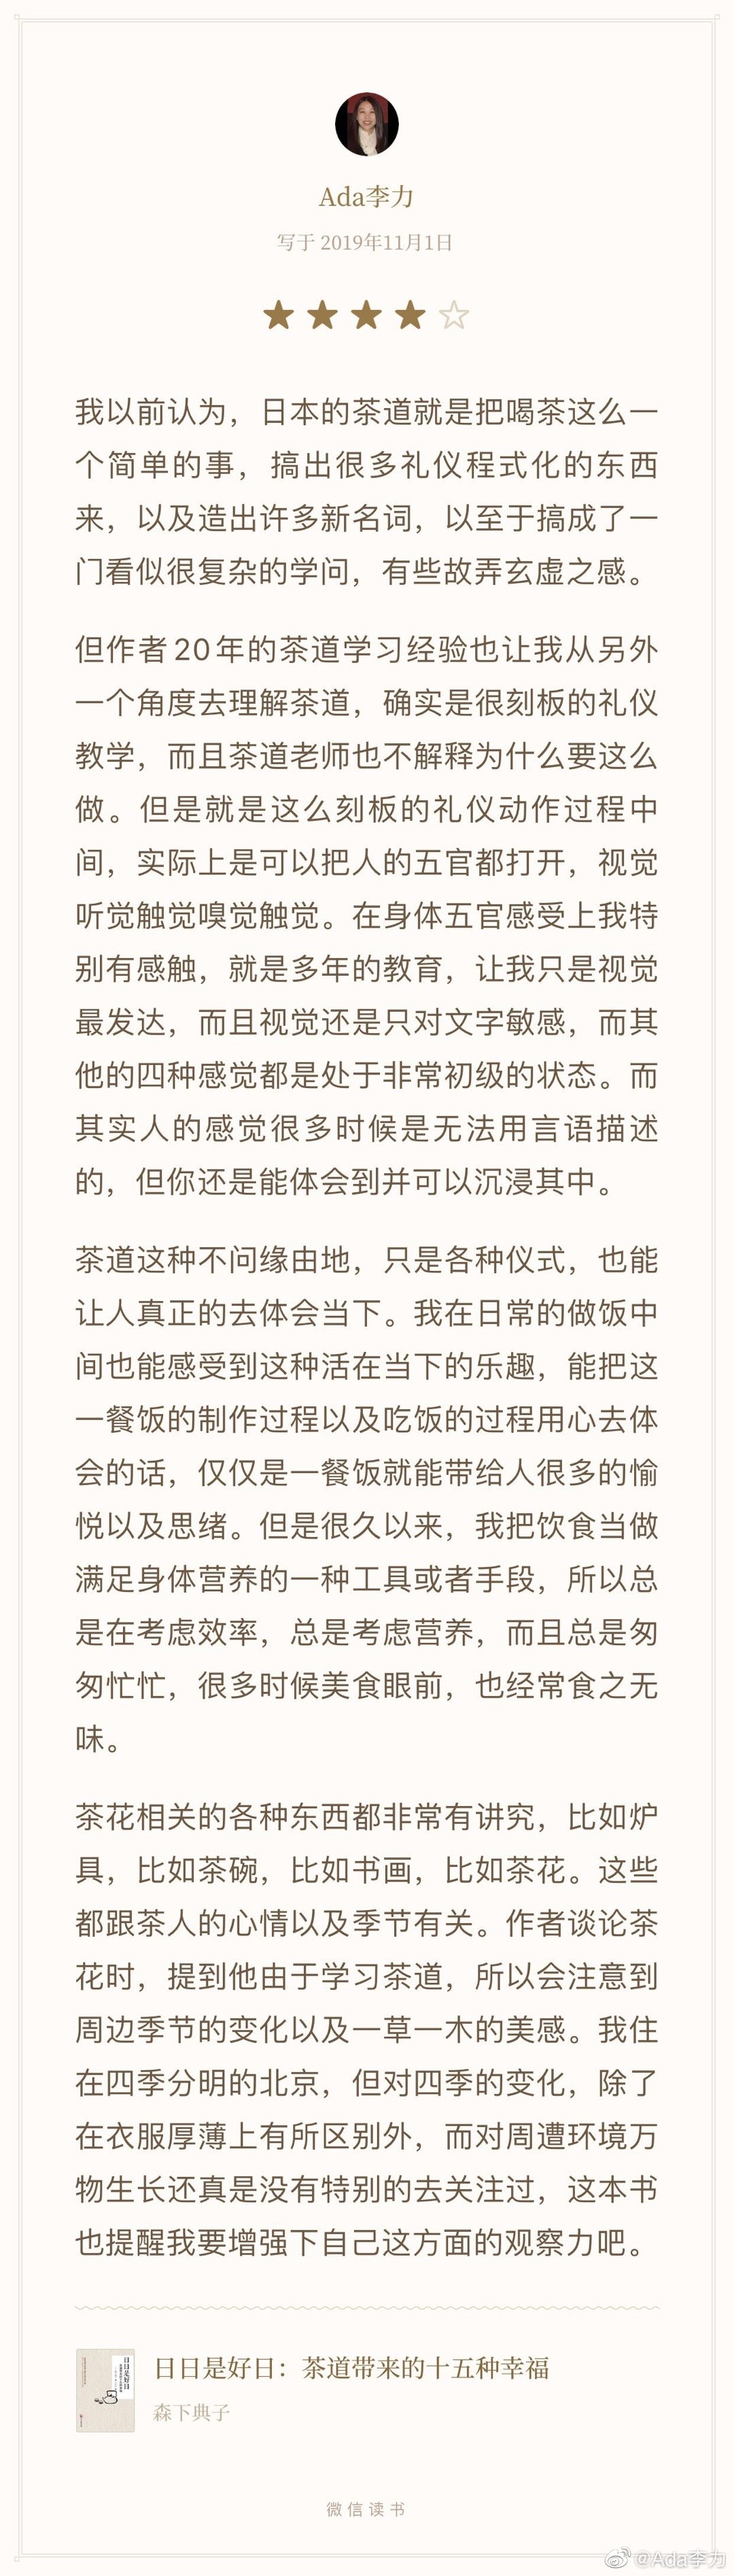 Ada李力
写于 2019年11月1日
我以前认为，日本的茶道就是把喝茶这么一
个简单的事，搞出很多礼仪程式化的东西
来，以及造出许多新名词，以至于搞成了一
门看似很复杂的学问，有些故弄玄虚之感。
但作者20年的茶道学习经验也让我从另外
一个角度去理解茶道，确实是很刻板的礼仪
教学，而且茶道老师也不解释为什么要这么
做。但是就是这么刻板的礼仪动作过程中
间，实际上是可以把人的五官都打开，视觉
听觉触觉嗅觉触觉。在身体五官感受上我特
别有感触，就是多年的教育，让我只是视觉
最发达，而且视觉还是只对文字敏感，而其
他的四种感觉都是处于非常初级的状态。而
其实人的感觉很多时候是无法用言语描述
的，但你还是能体会到并可以沉浸其中。
茶道这种不问缘由地，只是各种仪式，也能
让人真正的去体会当下。我在日常的做饭中
间也能感受到这种活在当下的乐趣，能把这
一餐饭的制作过程以及吃饭的过程用心去体
会的话，仅仅是一餐饭就能带给人很多的愉
悦以及思绪。但是很久以来，我把饮食当做
满足身体营养的一种工具或者手段，所以总
是在考虑效率，总是考虑营养，而且总是匆
匆忙忙，很多时候美食眼前，也经常食之无
味。
茶花相关的各种东西都非常有讲究，比如炉
具，比如茶碗，比如书画，比如茶花。这些
都跟茶人的心情以及季节有关。作者谈论茶
花时，提到他由于学习茶道，所以会注意到
周边季节的变化以及一草一木的美感。我住
在四季分明的北京，但对四季的变化，除了
在衣服厚薄上有所区别外，而对周遭环境万
物生长还真是没有特别的去关注过，这本书
也提醒我要增强下自己这方面的观察力吧。
日日是好日
日日是好日：茶道带来的十五种幸福
森下典子
微信读书
@Ada李力